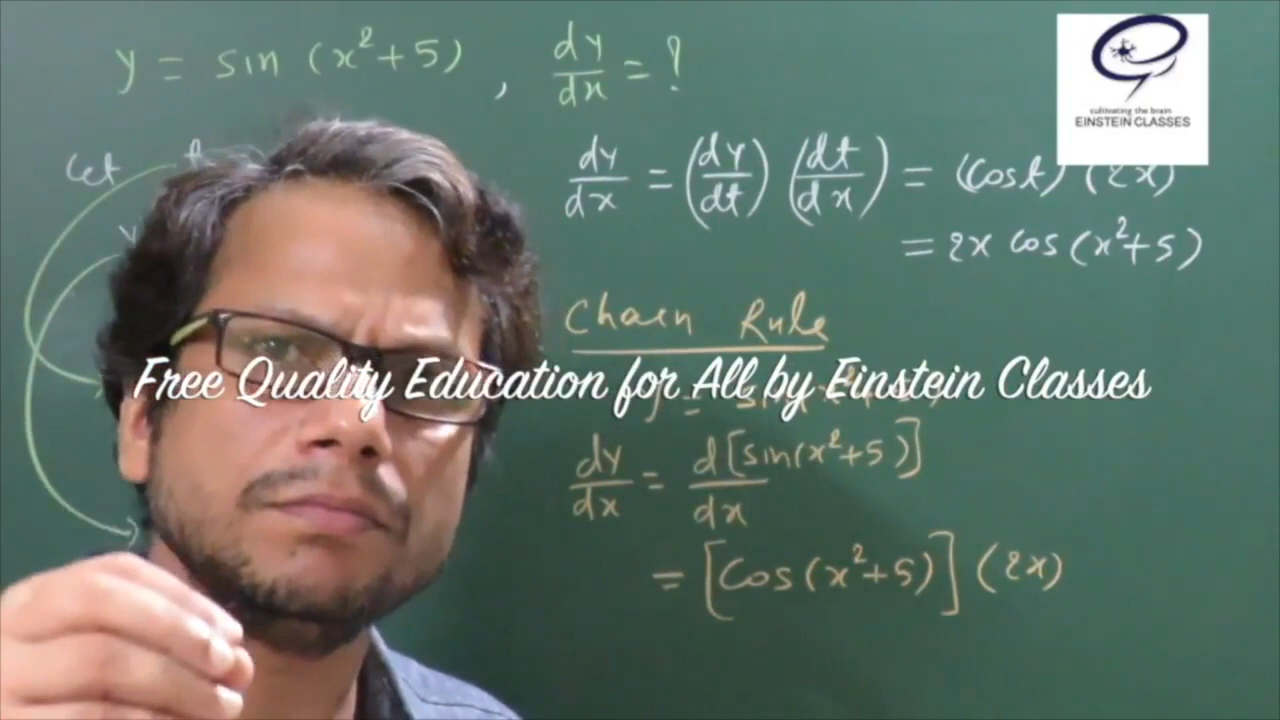 y = sin (x²+5) , dy/dx = ?
cultivating the brain
EINSTEIN CLASSES
Let
dy/dx = (dy/dt) (dt/dx) = (Cost) (2x)
= 2x Cos (x²+5)
Chain Rule
Free Quality Education for All by Einstein Classes
dy/dx = d[sin(x²+5)]/dx
= [Cos(x²+5)] (2x)